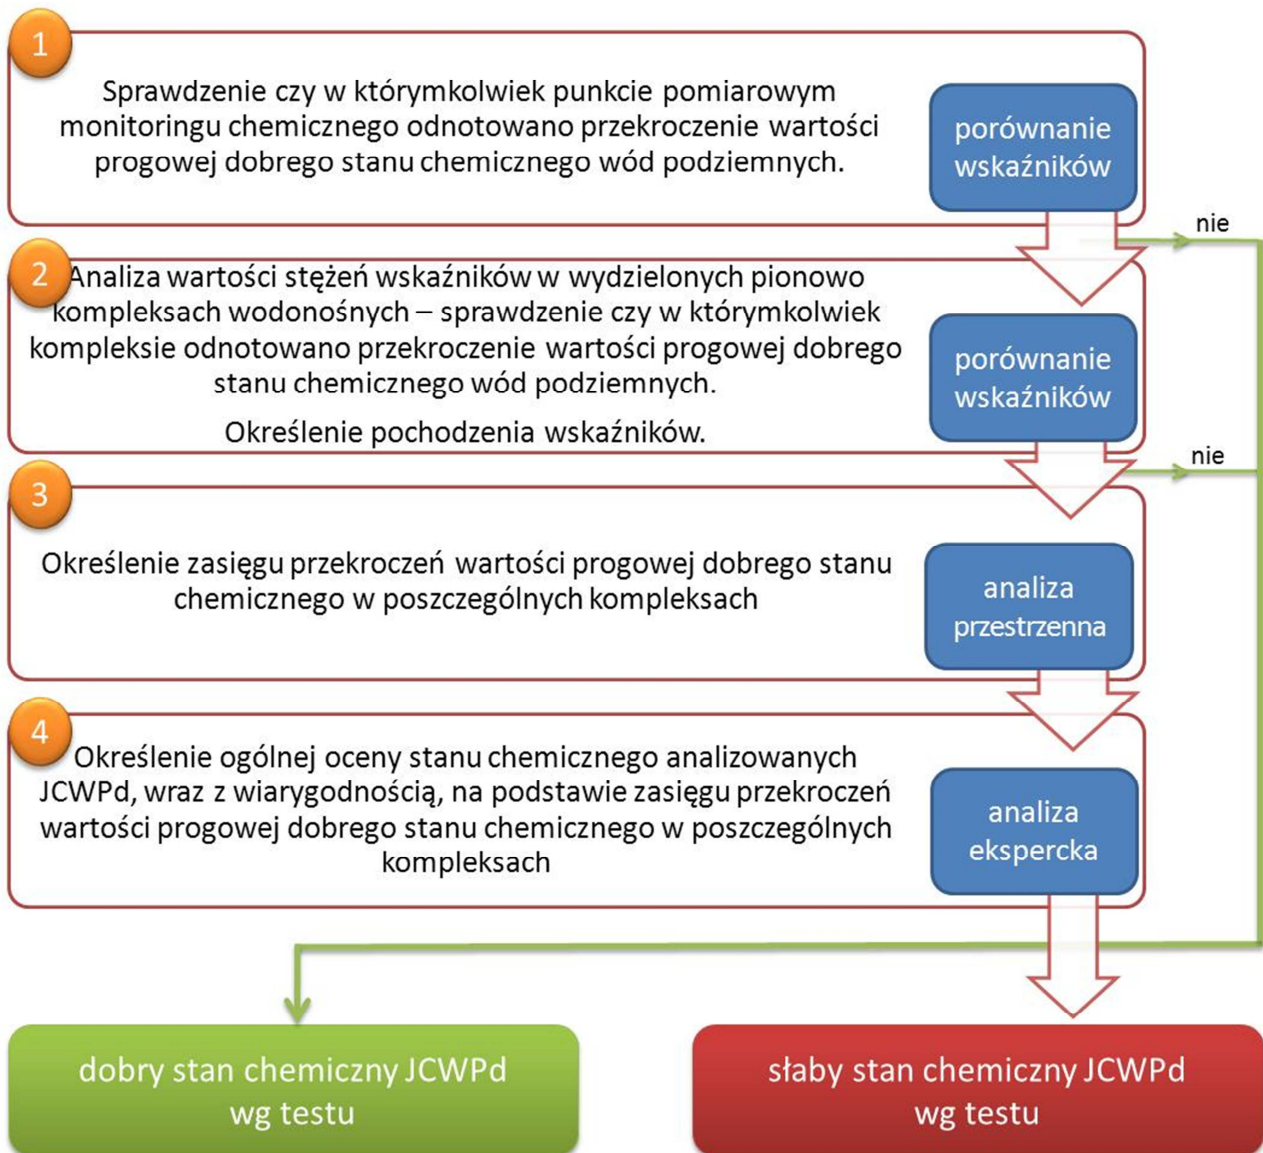 1
Sprawdzenie czy w którymkolwiek punkcie pomiarowym
monitoringu chemicznego odnotowano przekroczenie wartości
progowej dobrego stanu chemicznego wód podziemnych.
porównanie
wskaźników
nie
2
Analiza wartości stężeń wskaźników w wydzielonych pionowo
kompleksach wodonośnych – sprawdzenie czy w którymkolwiek
kompleksie odnotowano przekroczenie wartości progowej dobrego
stanu chemicznego wód podziemnych.
Określenie pochodzenia wskaźników.
porównanie
wskaźników
nie
3
Określenie zasięgu przekroczeń wartości progowej dobrego stanu
chemicznego w poszczególnych kompleksach
analiza
przestrzenna
4
Określenie ogólnej oceny stanu chemicznego analizowanych
JCWPd, wraz z wiarygodnością, na podstawie zasięgu przekroczeń
wartości progowej dobrego stanu chemicznego w poszczególnych
kompleksach
analiza
ekspercka
dobry stan chemiczny JCWPd
wg testu
słaby stan chemiczny JCWPd
wg testu